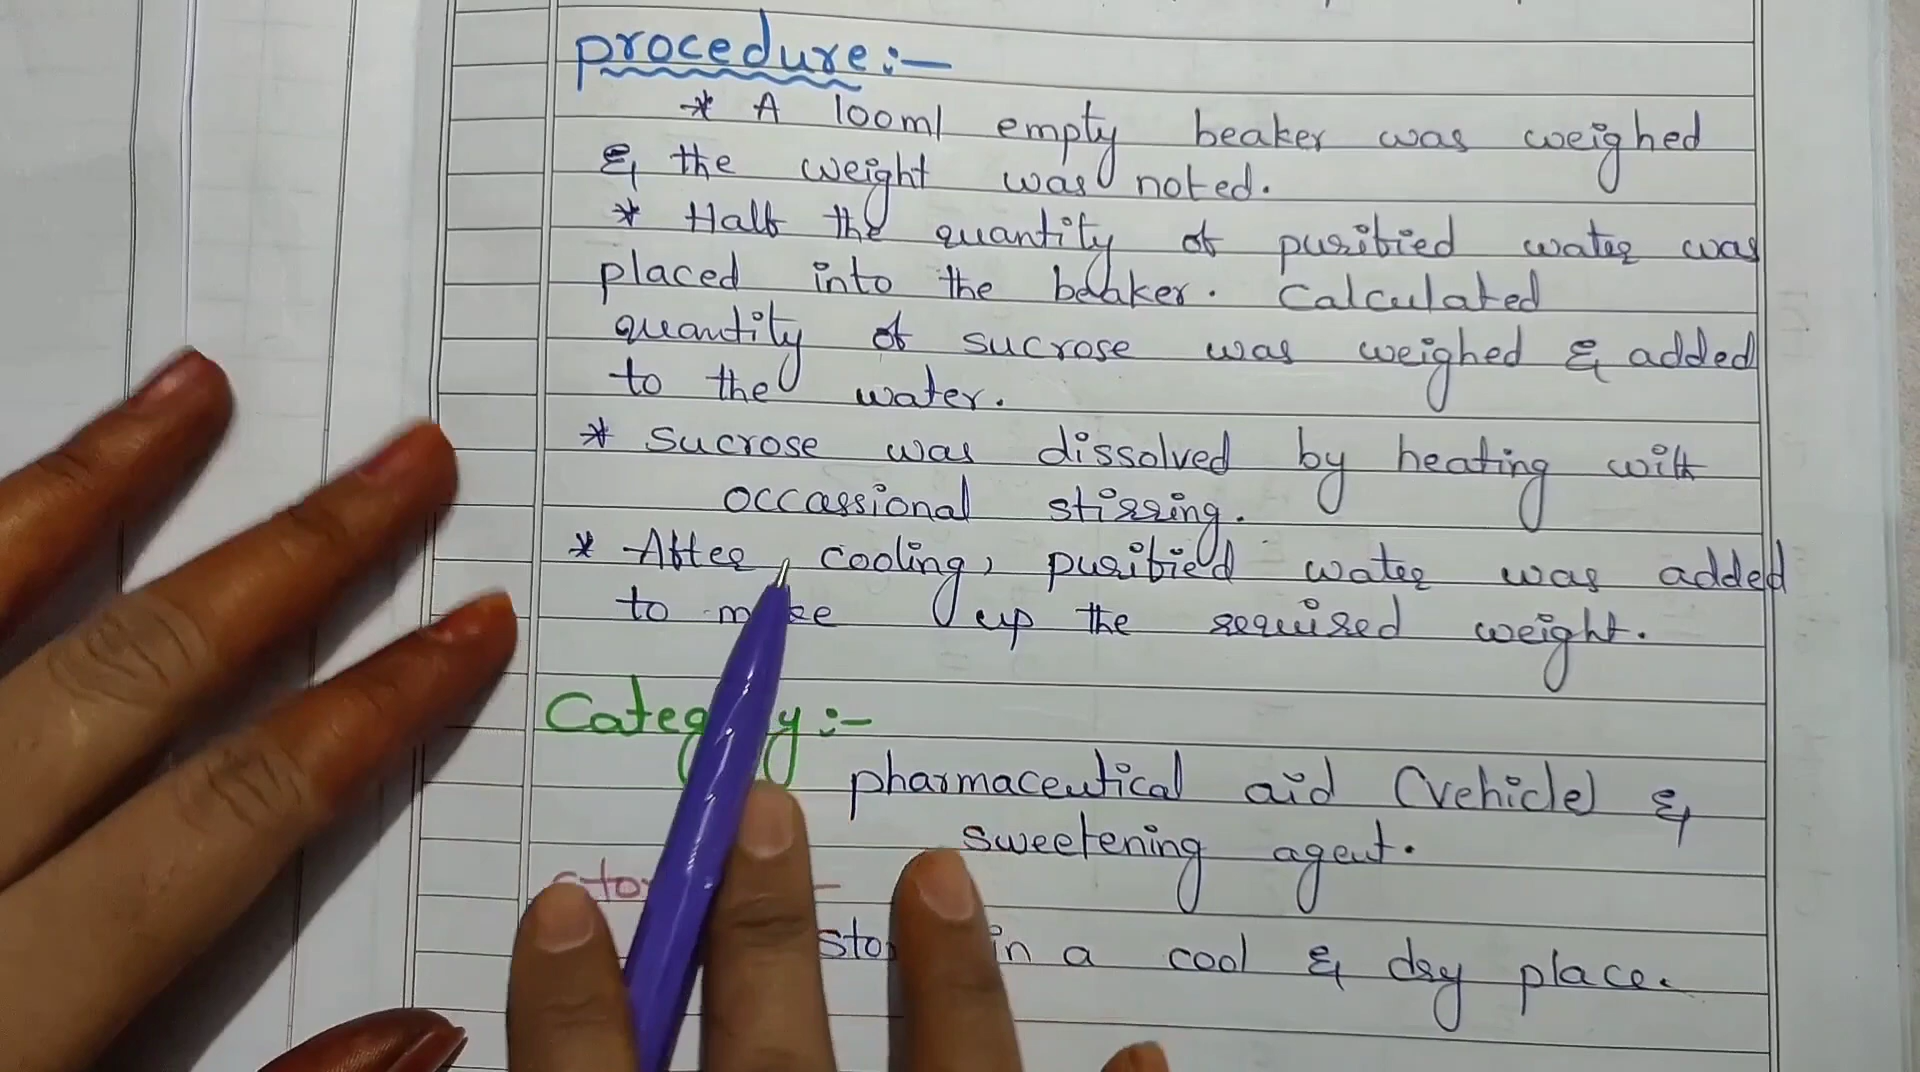 procedure:-
* A 100ml empty beaker was weighed
& the weight was noted.
* Half the quantity of purified water was
placed into the beaker. Calculated
quantity of sucrose was weighed & added
to the water.
* Sucrose was dissolved by heating with
occassional stirring.
* After cooling, purified water was added
to make up the required weight.
Category:-
pharmaceutical aid (vehicle) &
sweetening agent.
in a cool & dry place.